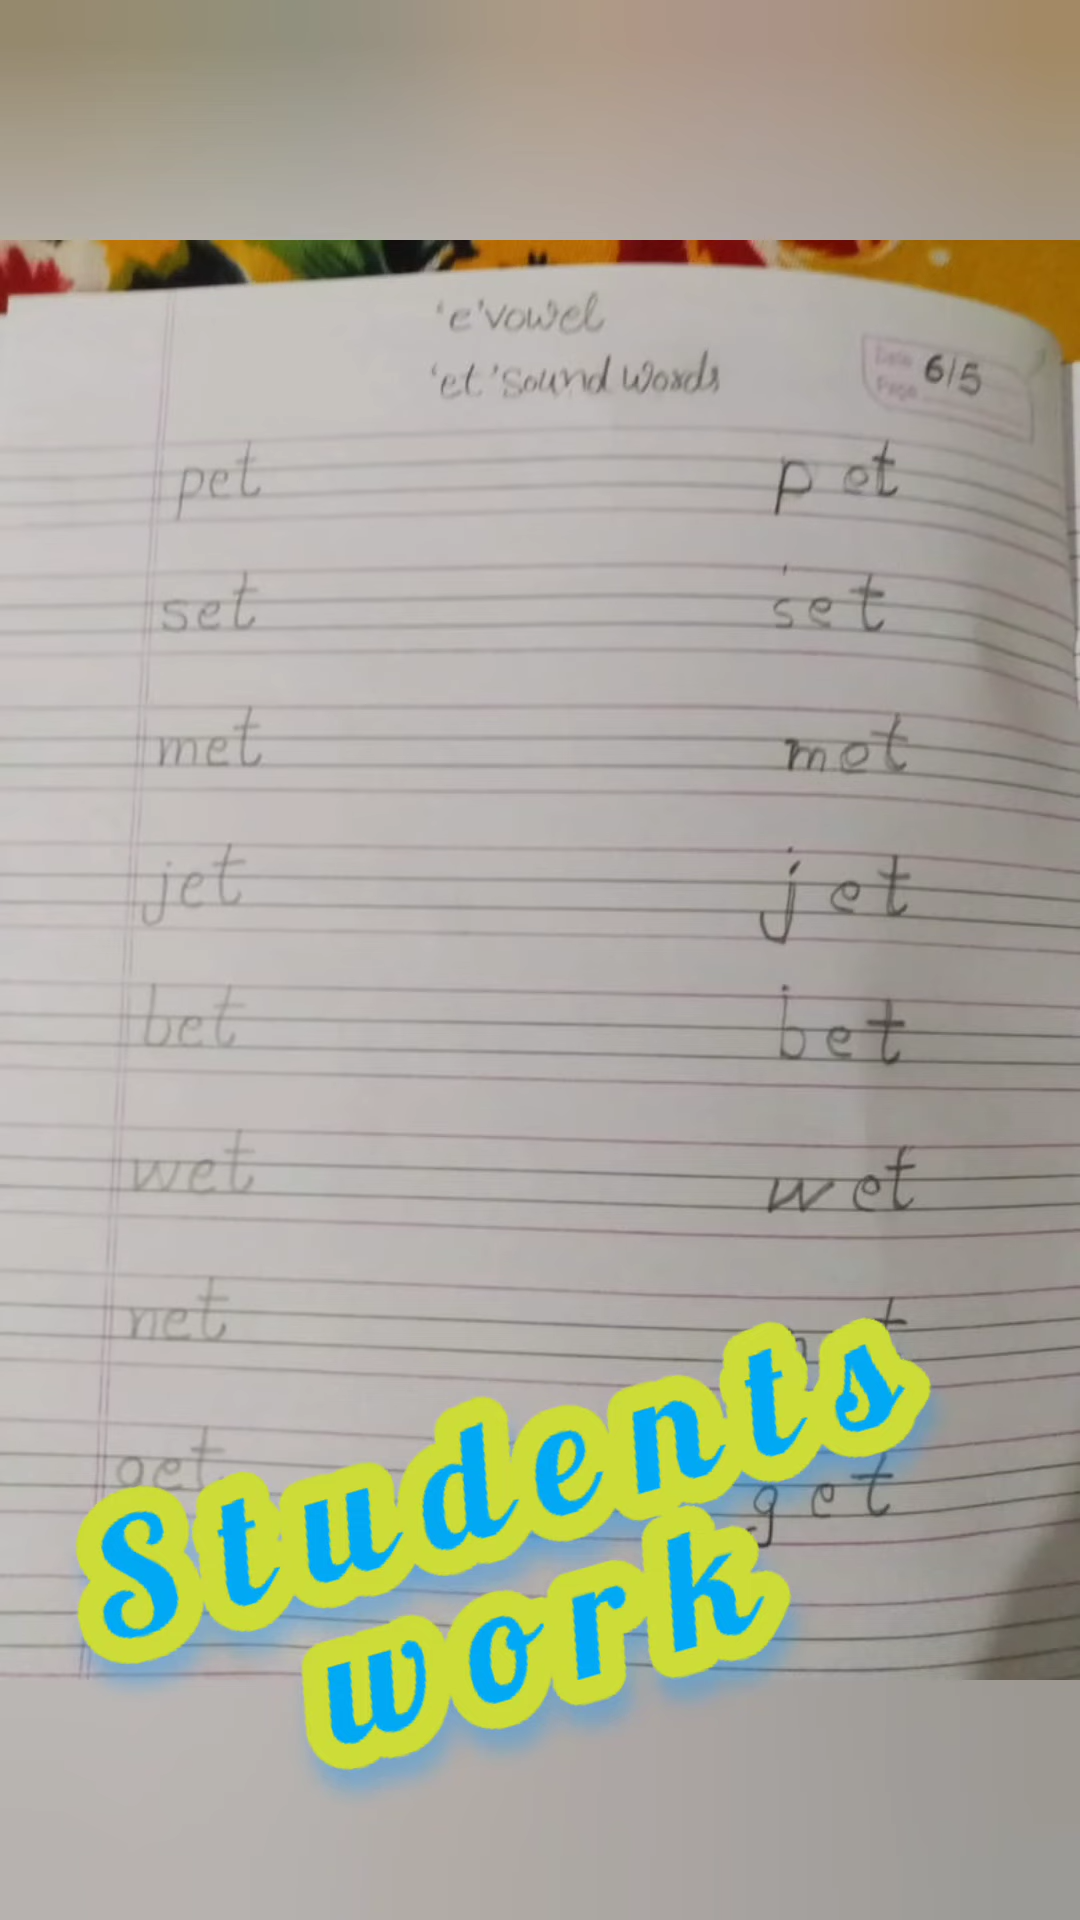 'e' vowel
'et' sound words
Date 6/5
Page
pet pet
set set
met met
jet jet
bet bet
wet wet
net
get get
Students
work